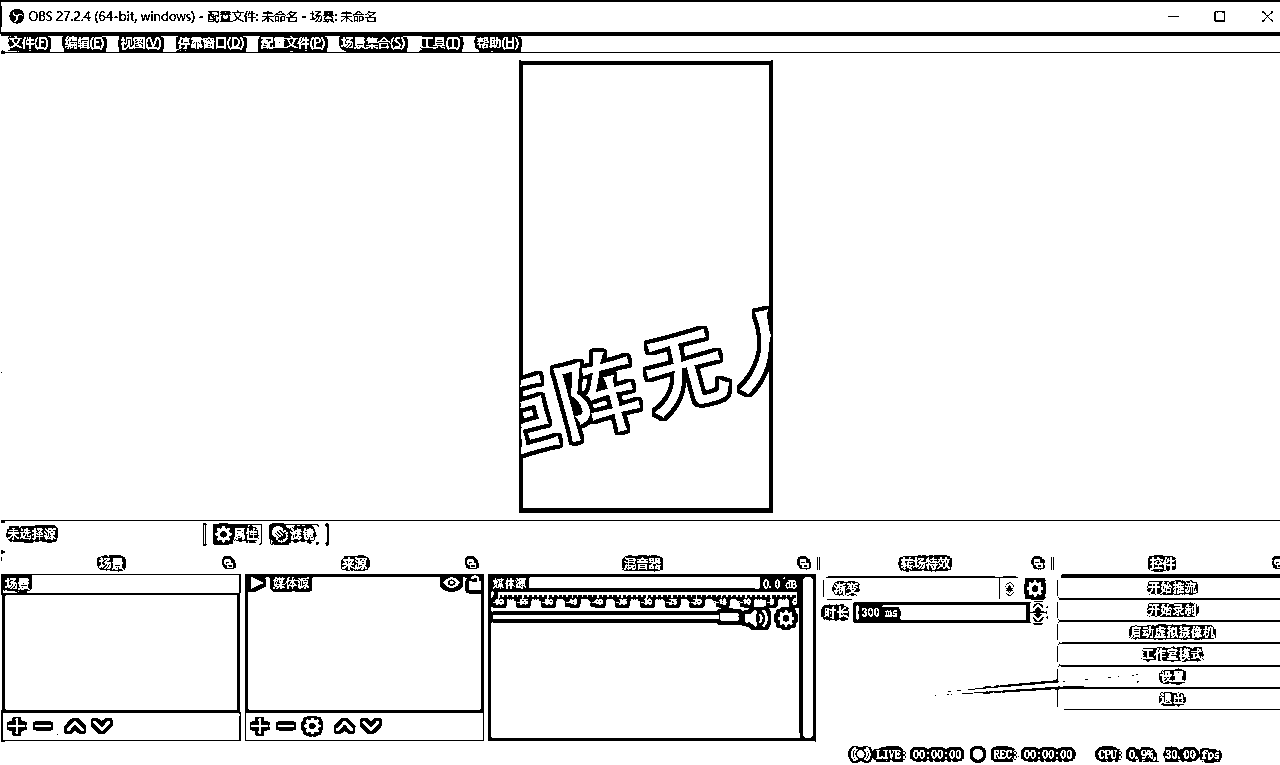 OBS 27.2.4 (64-bit, windows) - 配置文件: 未命名 - 场景: 未命名
文件(F) 编辑(E) 视图(V) 停靠窗口(D) 配置文件(P) 场景集合(S) 工具(T) 帮助(H)
矩阵无人
未选择源 属性 滤镜
场景 来源 混音器 转场特效 控件
场景 媒体源 媒体源 0.0 dB 渐变 开始推流
时长 300 ms 开始录制
启动虚拟摄像机
工作室模式
设置
退出
LIVE: 00:00:00 REC: 00:00:00 CPU: 0.9%, 30.00 fps